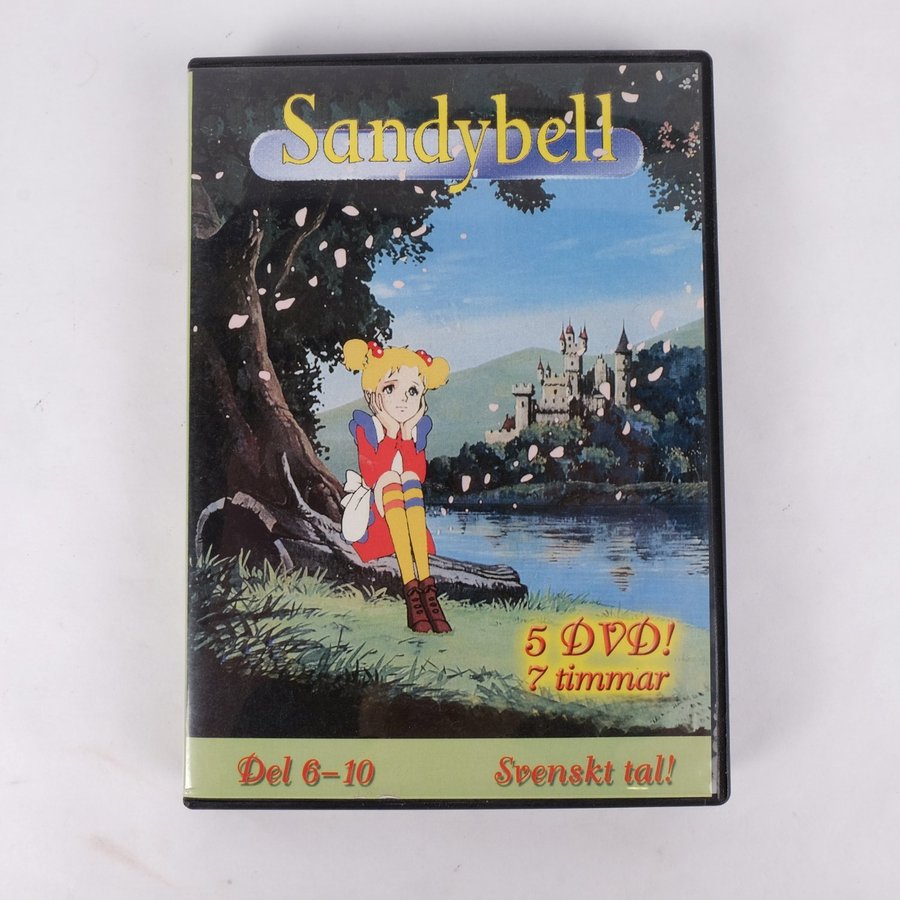 Sandybell
5 DVD!
7 timmar
Del 6–10
Svenskt tal!